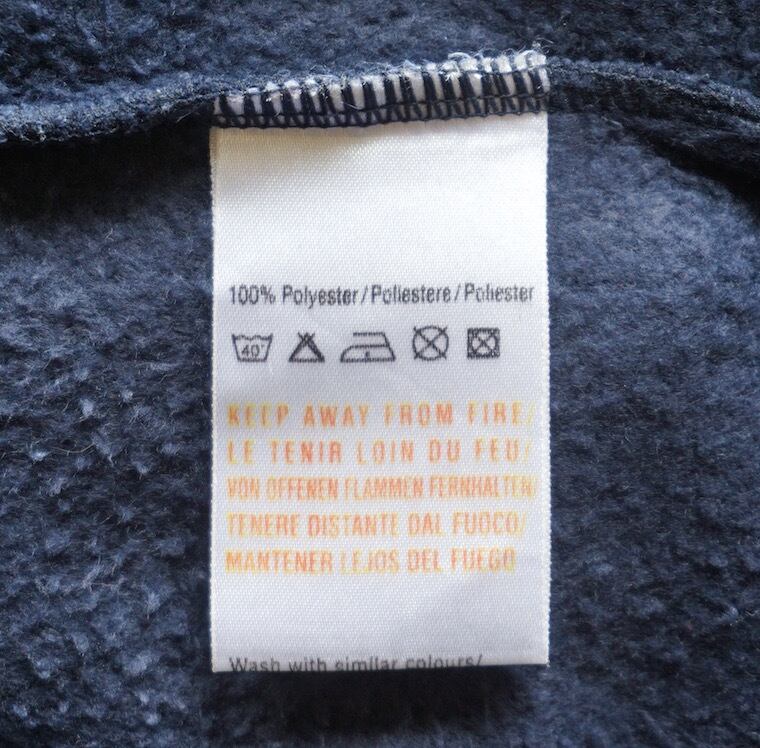 100% Polyester/Poliestere/Poliester
40°
KEEP AWAY FROM FIRE/
LE TENIR LOIN DU FEU/
VON OFFENEN FLAMMEN FERNHALTEN/
TENERE DISTANTE DAL FUOCO/
MANTENER LEJOS DEL FUEGO
Wash with similar colours/